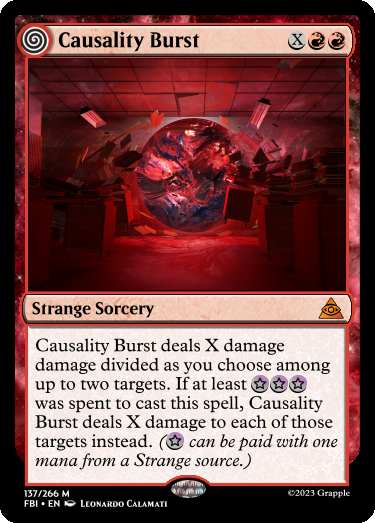 Causality Burst X
Strange Sorcery
Causality Burst deals X damage
damage divided as you choose among
up to two targets. If at least
was spent to cast this spell, Causality
Burst deals X damage to each of those
targets instead. ( can be paid with one
mana from a Strange source.)
137/266 M
FBI • EN Leonardo Calamati
©2023 Grapple